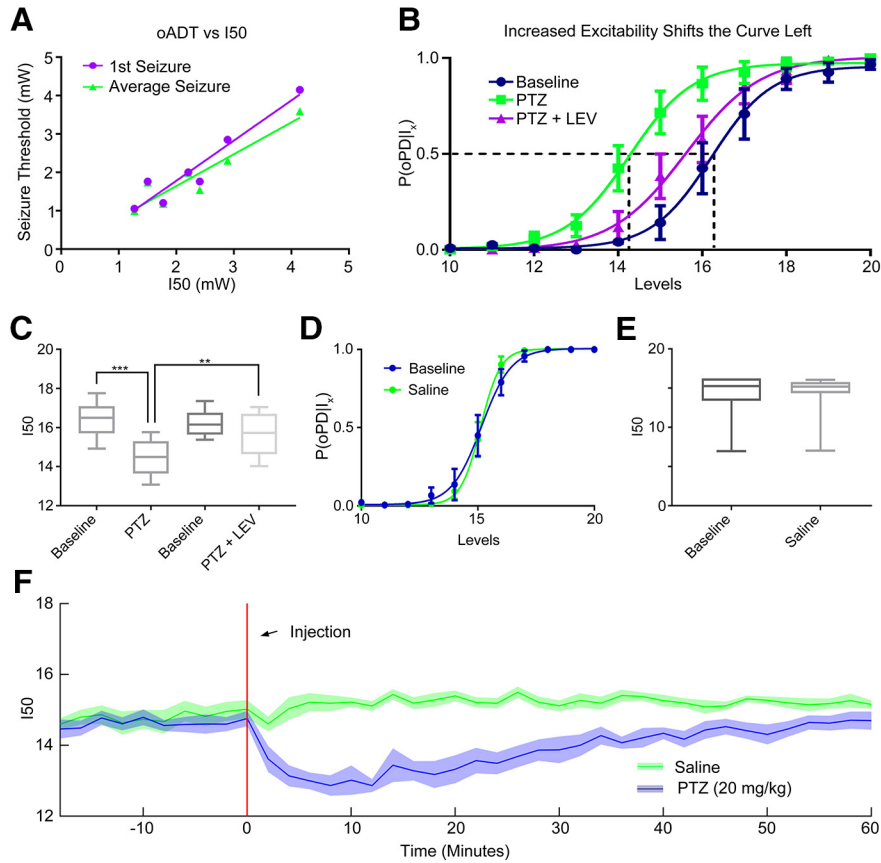 A
oADT vs I50
1st Seizure
Average Seizure
Seizure Threshold (mW)
5
4
3
2
1
0
0 1 2 3 4 5
I50 (mW)
B
Increased Excitability Shifts the Curve Left
Baseline
PTZ
PTZ + LEV
P(oPD|Ix)
1.0
0.5
0.0
10 12 14 16 18 20
Levels
C
I50
20
18
16
14
12
***
**
Baseline
PTZ
Baseline
PTZ + LEV
D
Baseline
Saline
P(oPD|Ix)
1.0
0.5
0.0
10 15 20
Levels
E
I50
20
10
0
Baseline
Saline
F
I50
18
16
14
12
Injection
Saline
PTZ (20 mg/kg)
-10 0 10 20 30 40 50 60
Time (Minutes)